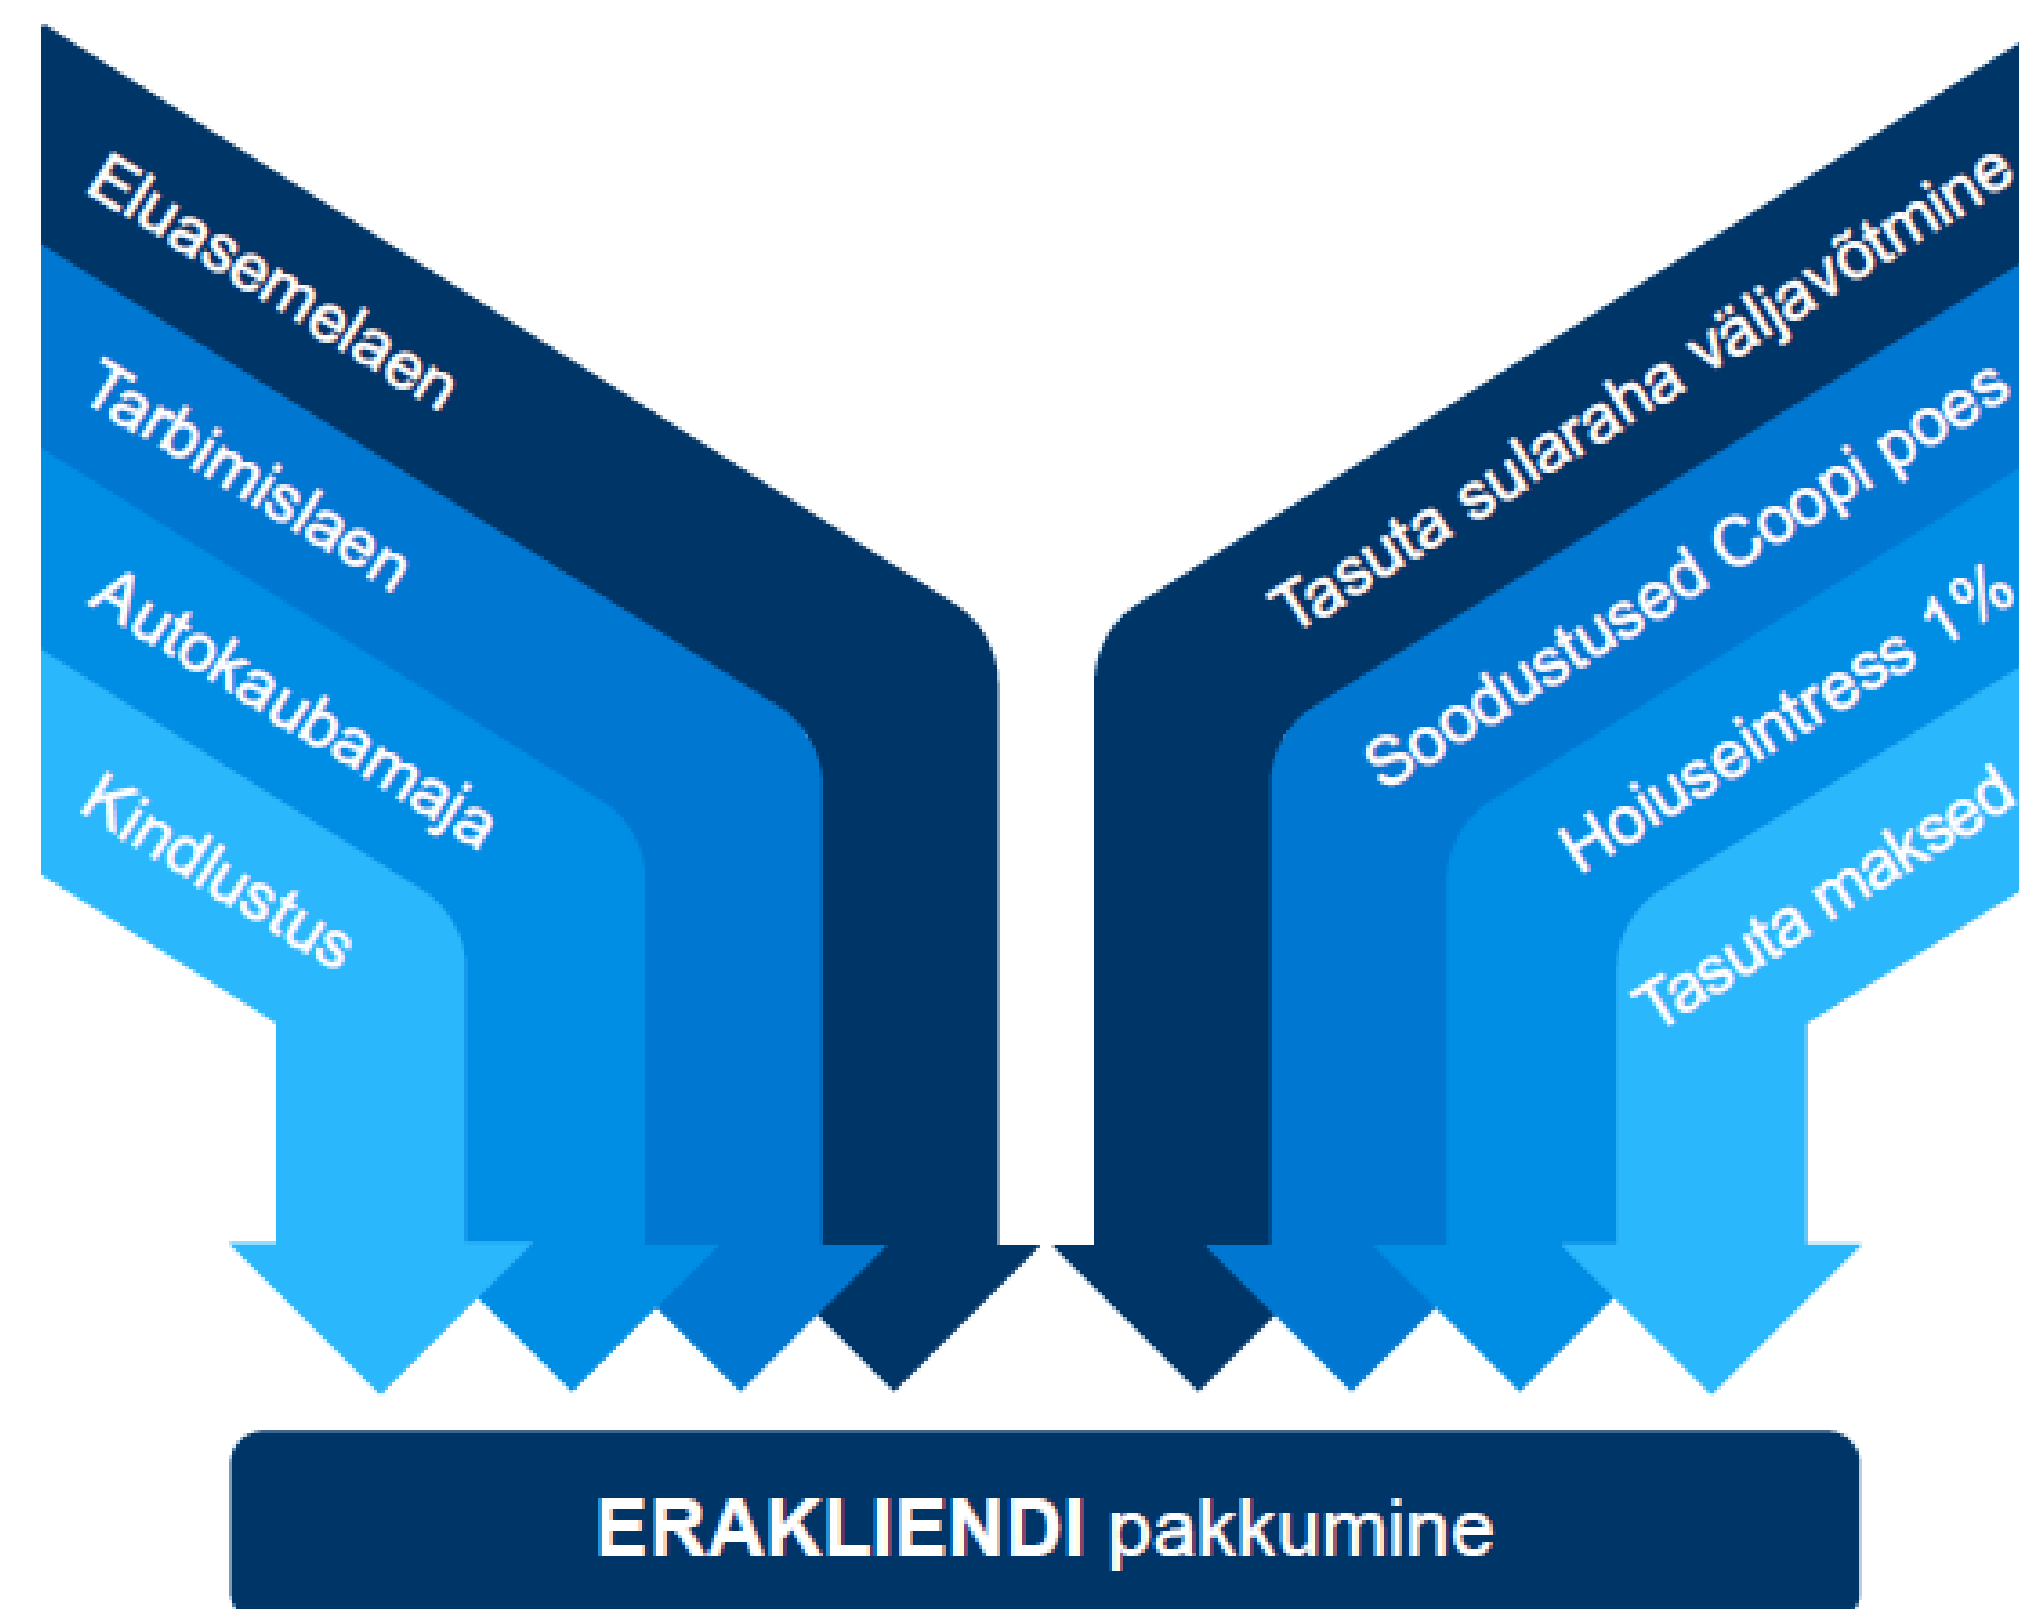 Eluasemelaen
Tarbimislaen
Autokaubamaja
Kindlustus
Tasuta sularaha väljavõtmine
Soodustused Coopi poes
Hoiuseintress 1%
Tasuta maksed
ERAKLIENDI pakkumine